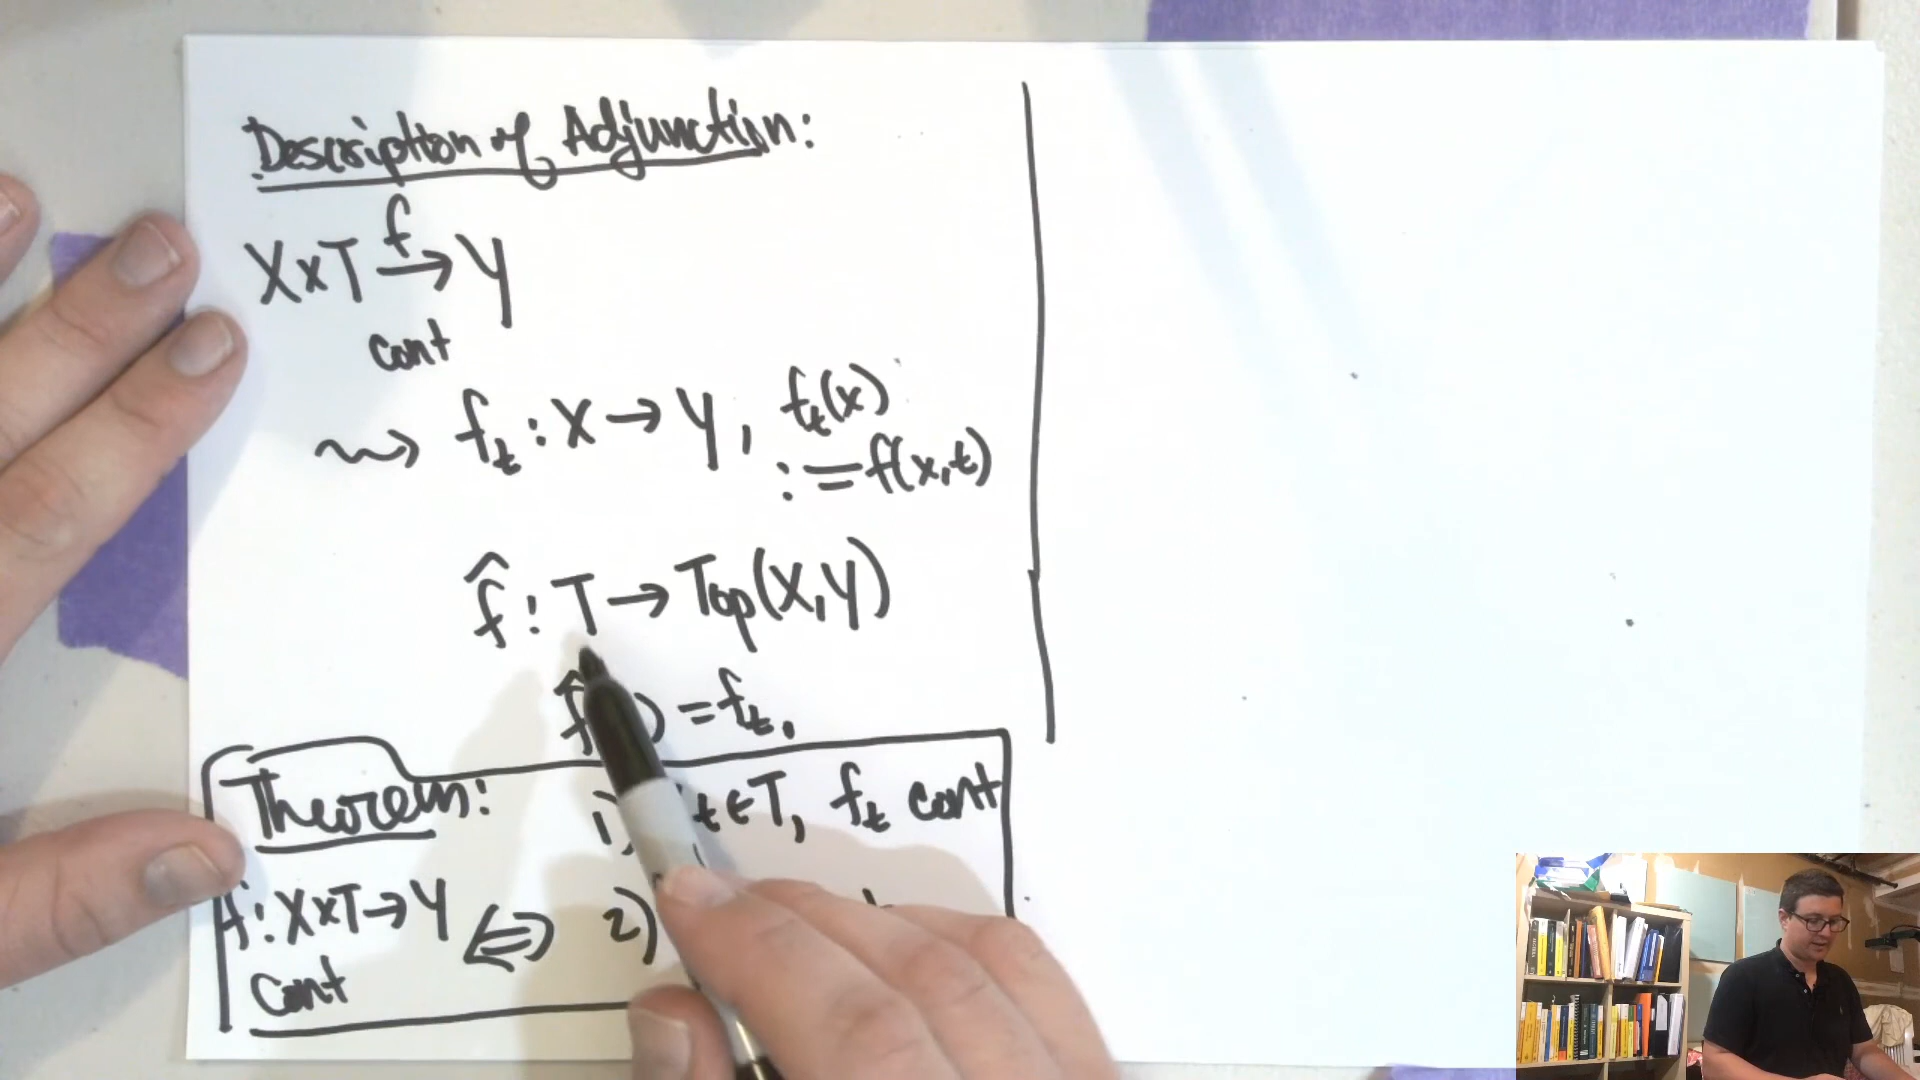 Description of Adjunction:
X×T →^f Y
cont
⇝ f_t : X → Y, f_t(x)
:= f(x,t)
f̂ : T → Top(X,Y)
f̂( ) = f_t.
Theorem: 1) t∈T, f_t cont
f : X×T → Y ⟺ 2)
cont